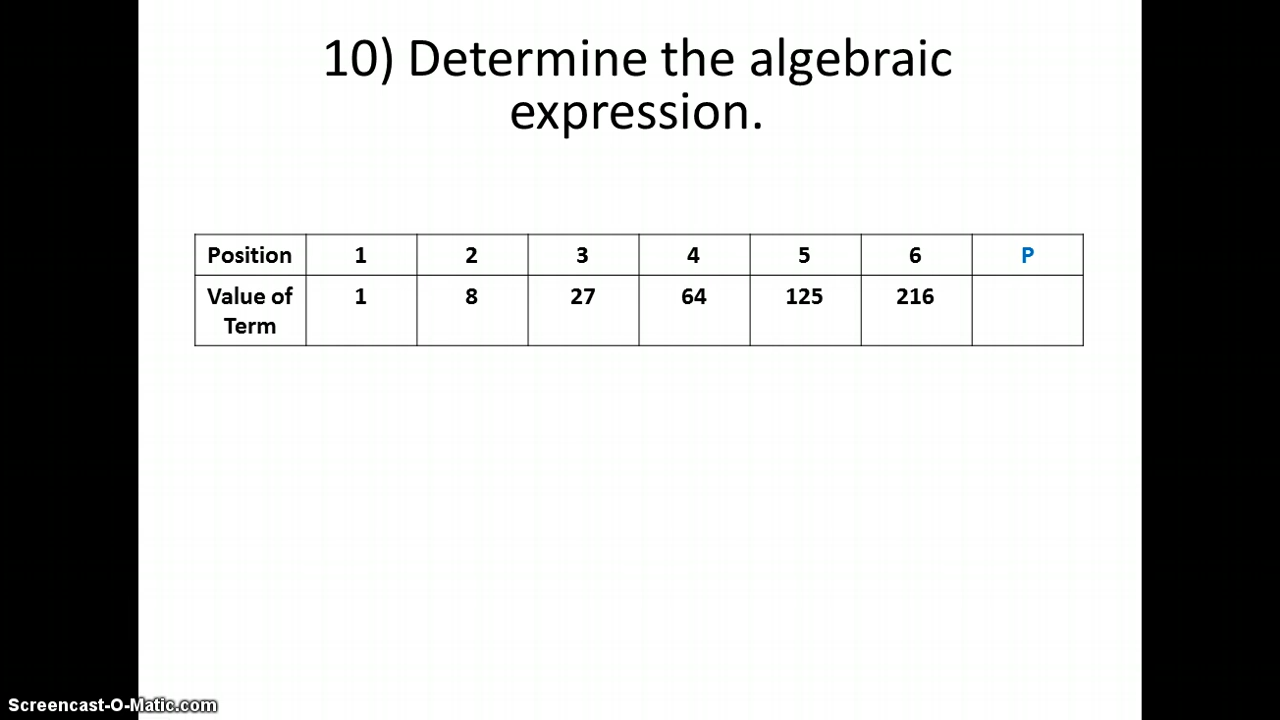 10) Determine the algebraic
expression.
Position 1 2 3 4 5 6 P
Value of 1 8 27 64 125 216
Term
Screencast-O-Matic.com